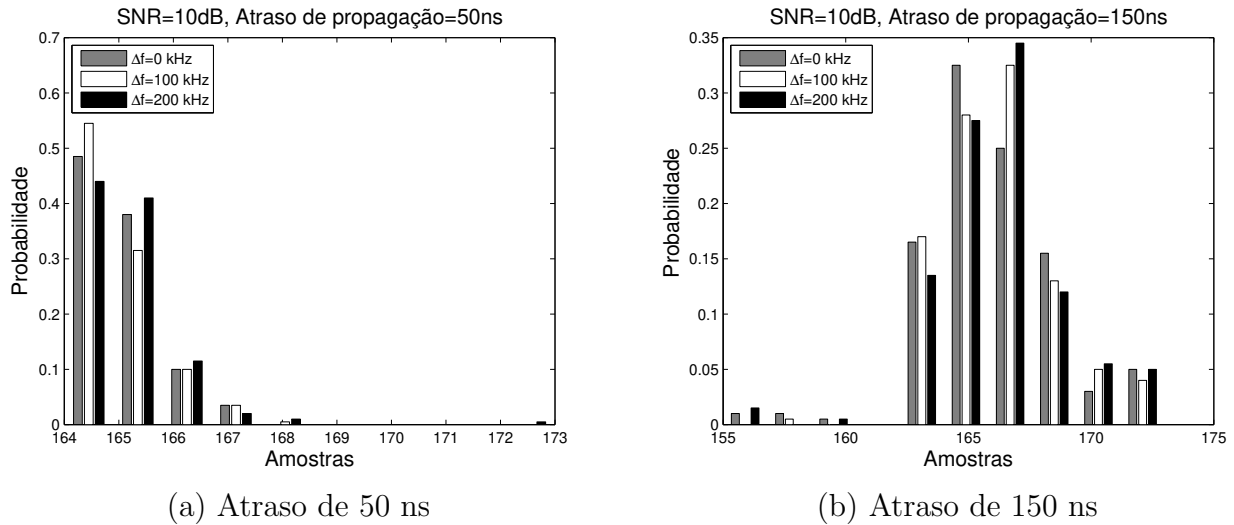 SNR=10dB, Atraso de propagação=50ns
0.7
0.6
0.5
0.4
0.3
0.2
0.1
0
Probabilidade
Δf=0 kHz
Δf=100 kHz
Δf=200 kHz
164 165 166 167 168 169 170 171 172 173
Amostras
(a) Atraso de 50 ns
SNR=10dB, Atraso de propagação=150ns
0.35
0.3
0.25
0.2
0.15
0.1
0.05
0
Probabilidade
Δf=0 kHz
Δf=100 kHz
Δf=200 kHz
155 160 165 170 175
Amostras
(b) Atraso de 150 ns